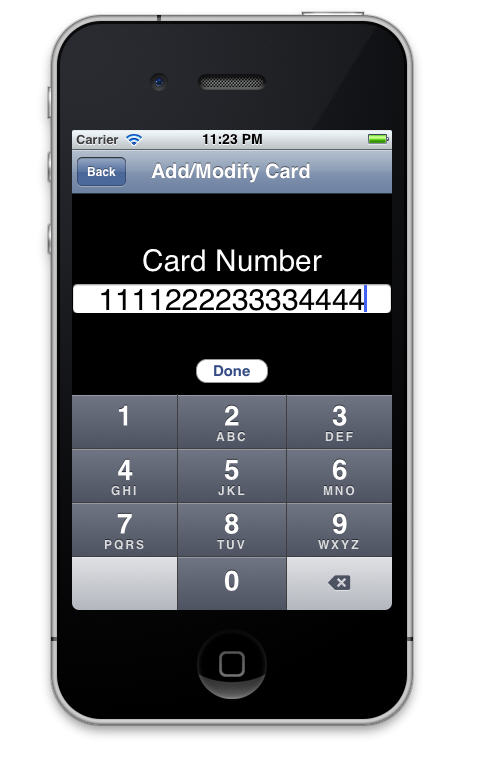 Carrier 11:23 PM
Back Add/Modify Card
Card Number
1111222233334444
Done
1 2 3
ABC DEF
4 5 6
GHI JKL MNO
7 8 9
PQRS TUV WXYZ
0